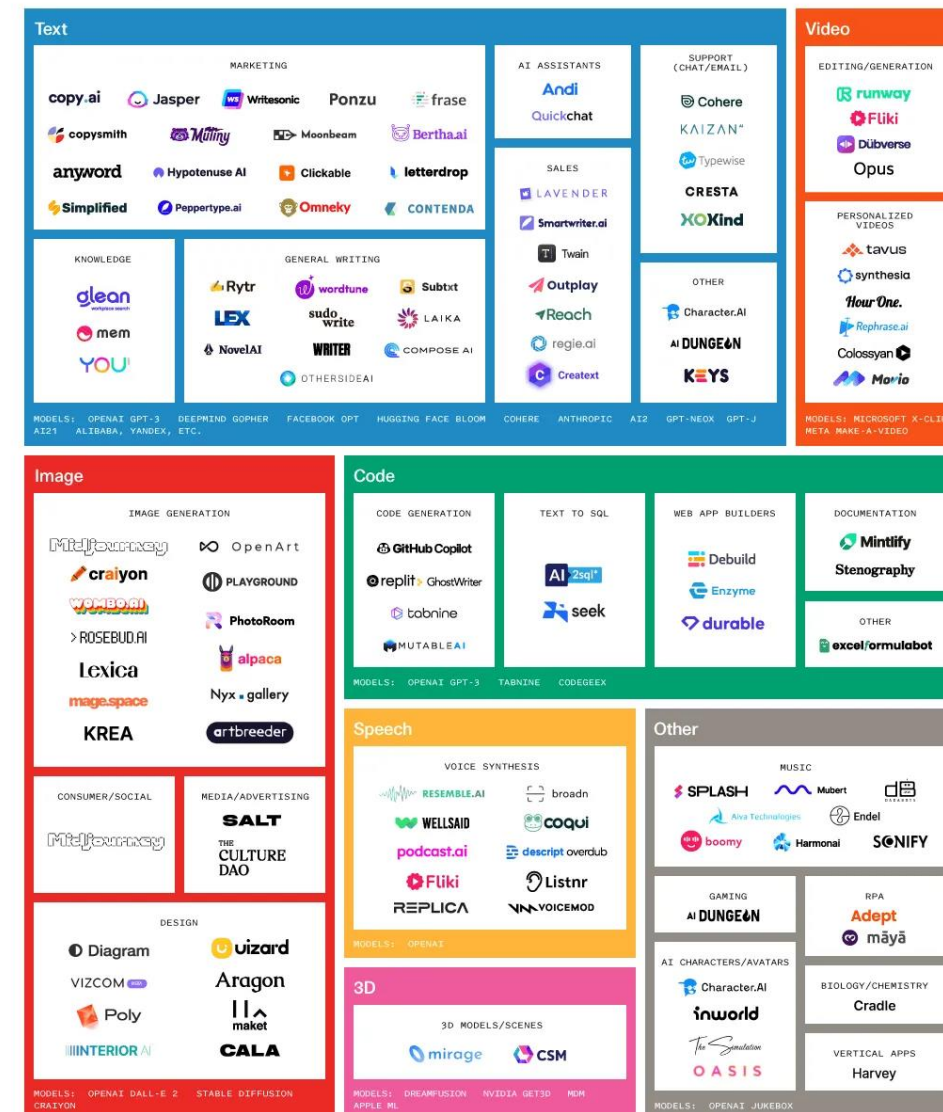 Text
MARKETING
copy.ai Jasper WS Writesonic Ponzu frase
copysmith Mutiny Moonbeam Bertha.ai
anyword Hypotenuse AI Clickable letterdrop
Simplified Peppertype.ai Omneky CONTENDA
KNOWLEDGE
glean
workplace search
mem
YOU
GENERAL WRITING
Rytr wordtune Subtxt
LEX sudo write LAIKA
NovelAI WRITER COMPOSE AI
OTHERSIDEAI
AI ASSISTANTS
Andi
Quickchat
SALES
LAVENDER
Smartwriter.ai
Twain
Outplay
Reach
regie.ai
Creatext
SUPPORT
(CHAT/EMAIL)
Cohere
KAIZAN
Typewise
CRESTA
XOKind
OTHER
Character.AI
AI DUNGEON
KEYS
MODELS: OPENAI GPT-3 DEEPMIND GOPHER FACEBOOK OPT HUGGING FACE BLOOM COHERE ANTHROPIC AI2 GPT-NEOX GPT-J
AI21 ALIBABA, YANDEX, ETC.
Video
EDITING/GENERATION
runway
Fliki
Dübverse
Opus
PERSONALIZED
VIDEOS
tavus
synthesia
Hour One.
Rephrase.ai
Colossyan
Movio
MODELS: MICROSOFT X-CLI
META MAKE-A-VIDEO
Image
IMAGE GENERATION
Midjourney OpenArt
craiyon PLAYGROUND
WOMBO.AI PhotoRoom
ROSEBUD.AI alpaca
Lexica Nyx.gallery
mage.space artbreeder
KREA
CONSUMER/SOCIAL
Midjourney
MEDIA/ADVERTISING
SALT
THE
CULTURE
DAO
DESIGN
Diagram uizard
VIZCOM Aragon
Poly maket
INTERIOR AI CALA
MODELS: OPENAI DALL-E 2 STABLE DIFFUSION
CRAIYON
Code
CODE GENERATION
GitHub Copilot
replit GhostWriter
tabnine
MUTABLEAI
TEXT TO SQL
AI 2sql
seek
WEB APP BUILDERS
Debuild
Enzyme
durable
DOCUMENTATION
Mintlify
Stenography
OTHER
excelformulabot
MODELS: OPENAI GPT-3 TABNINE CODEGEEX
Speech
VOICE SYNTHESIS
RESEMBLE.AI broadn
WELLSAID coqui
podcast.ai descript overdub
Fliki Listnr
REPLICA VOICEMOD
MODELS: OPENAI
3D
3D MODELS/SCENES
mirage CSM
MODELS: DREAMFUSION NVIDIA GET3D MDM
APPLE ML
Other
MUSIC
SPLASH Mubert dB
DADABOTS
Aiva Technologies Endel
boomy Harmonai SONIFY
GAMING
AI DUNGEON
RPA
Adept
māyā
AI CHARACTERS/AVATARS
Character.AI
inworld
The Simulation
OASIS
BIOLOGY/CHEMISTRY
Cradle
VERTICAL APPS
Harvey
MODELS: OPENAI JUKEBOX